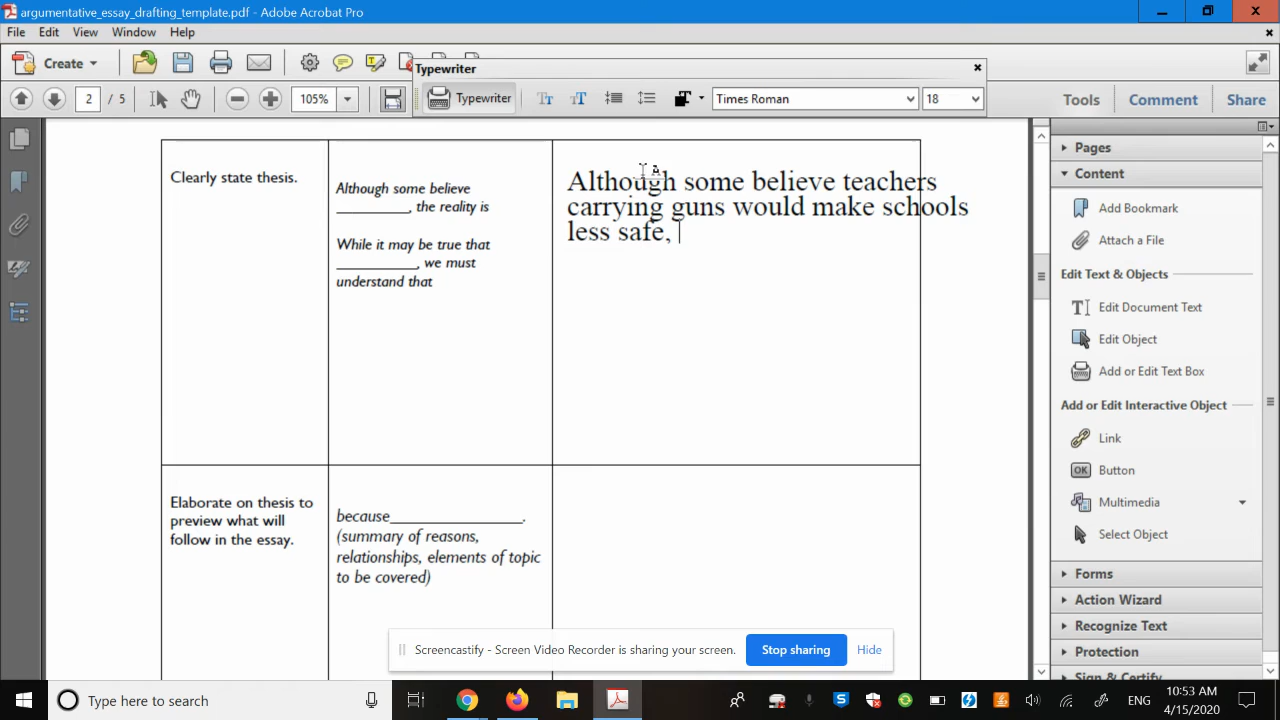 argumentative_essay_drafting_template.pdf - Adobe Acrobat Pro
File Edit View Window Help
Create
Typewriter
2 / 5
105%
Typewriter
Times Roman
18
Tools Comment Share
Clearly state thesis.
Although some believe
__________, the reality is
While it may be true that
___________, we must
understand that
Although some believe teachers
carrying guns would make schools
less safe,
Elaborate on thesis to
preview what will
follow in the essay.
because__________________.
(summary of reasons,
relationships, elements of topic
to be covered)
Pages
Content
Add Bookmark
Attach a File
Edit Text & Objects
Edit Document Text
Edit Object
Add or Edit Text Box
Add or Edit Interactive Object
Link
OK Button
Multimedia
Select Object
Forms
Action Wizard
Recognize Text
Protection
Sign & Certify
Screencastify - Screen Video Recorder is sharing your screen.
Stop sharing
Hide
Type here to search
ENG
10:53 AM
4/15/2020